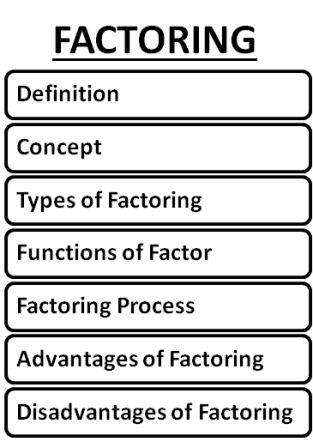 FACTORING
Definition
Concept
Types of Factoring
Functions of Factor
Factoring Process
Advantages of Factoring
Disadvantages of Factoring